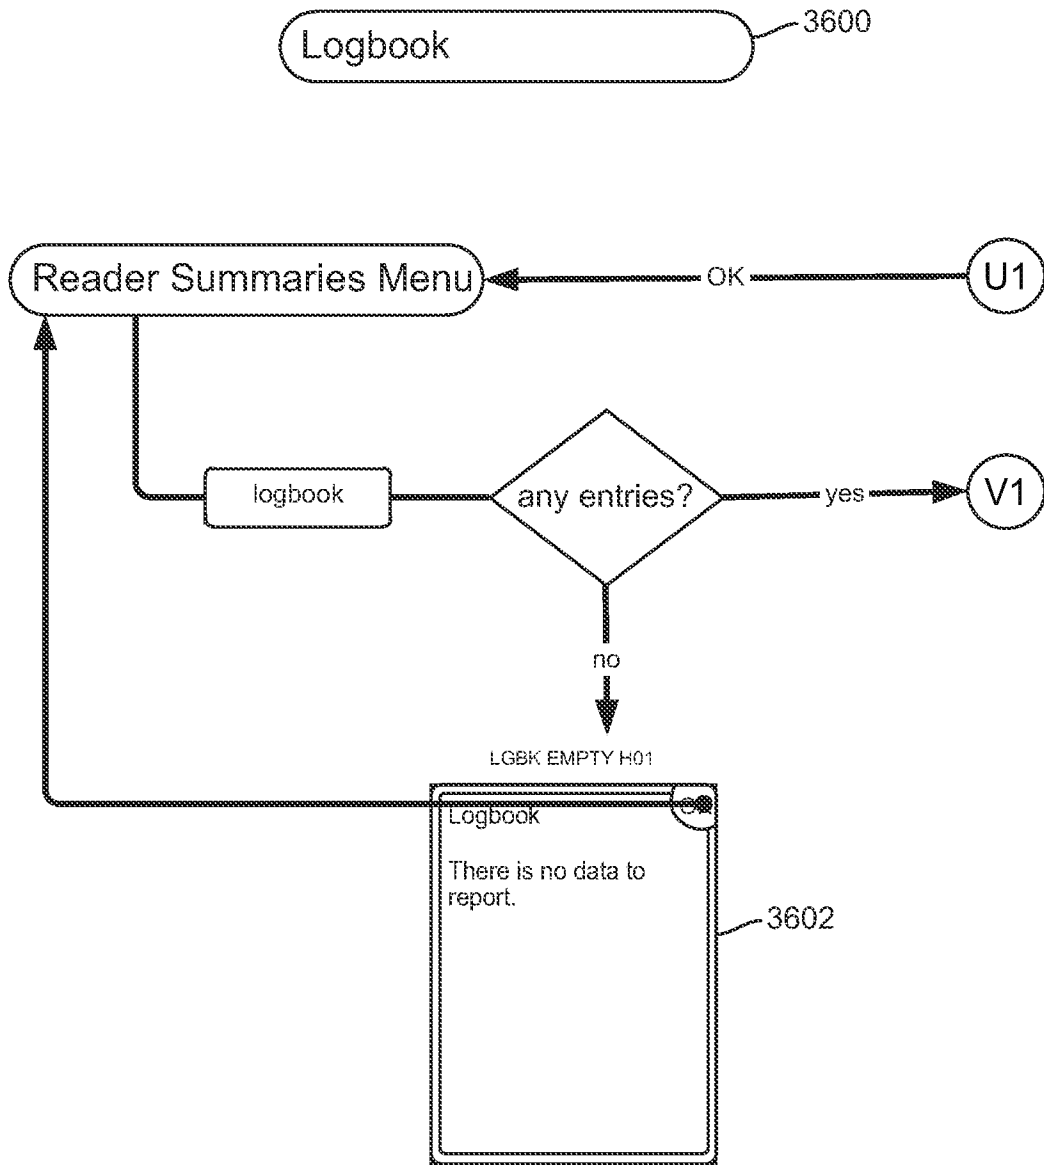 Logbook
3600
Reader Summaries Menu
OK
U1
logbook
any entries?
yes
V1
no
LGBK EMPTY H01
Logbook
There is no data to
report.
3602